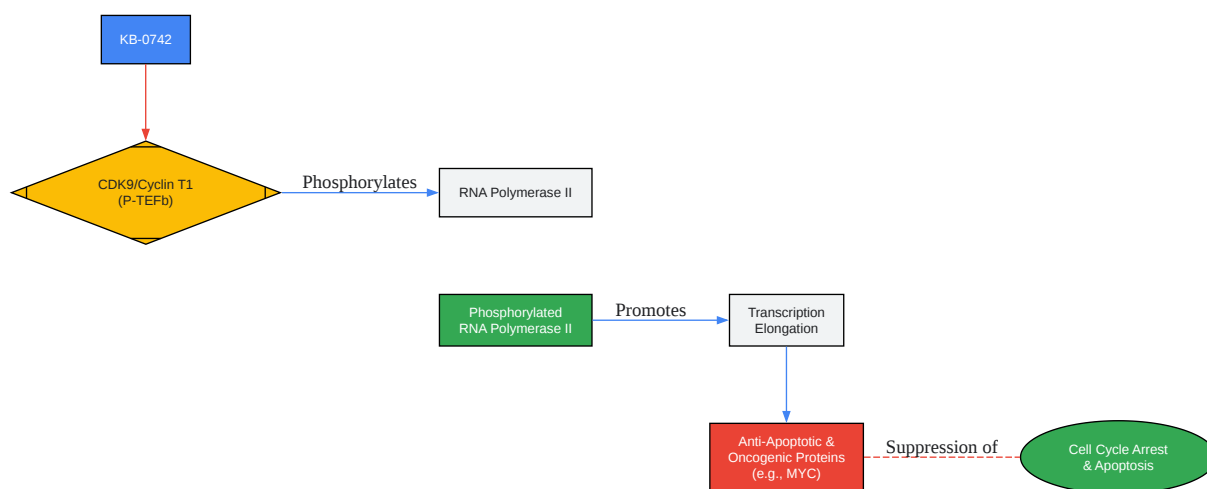 KB-0742
CDK9/Cyclin T1
(P-TEFb)
Phosphorylates
RNA Polymerase II
Phosphorylated
RNA Polymerase II
Promotes
Transcription
Elongation
Anti-Apoptotic &
Oncogenic Proteins
(e.g., MYC)
Suppression of
Cell Cycle Arrest
& Apoptosis